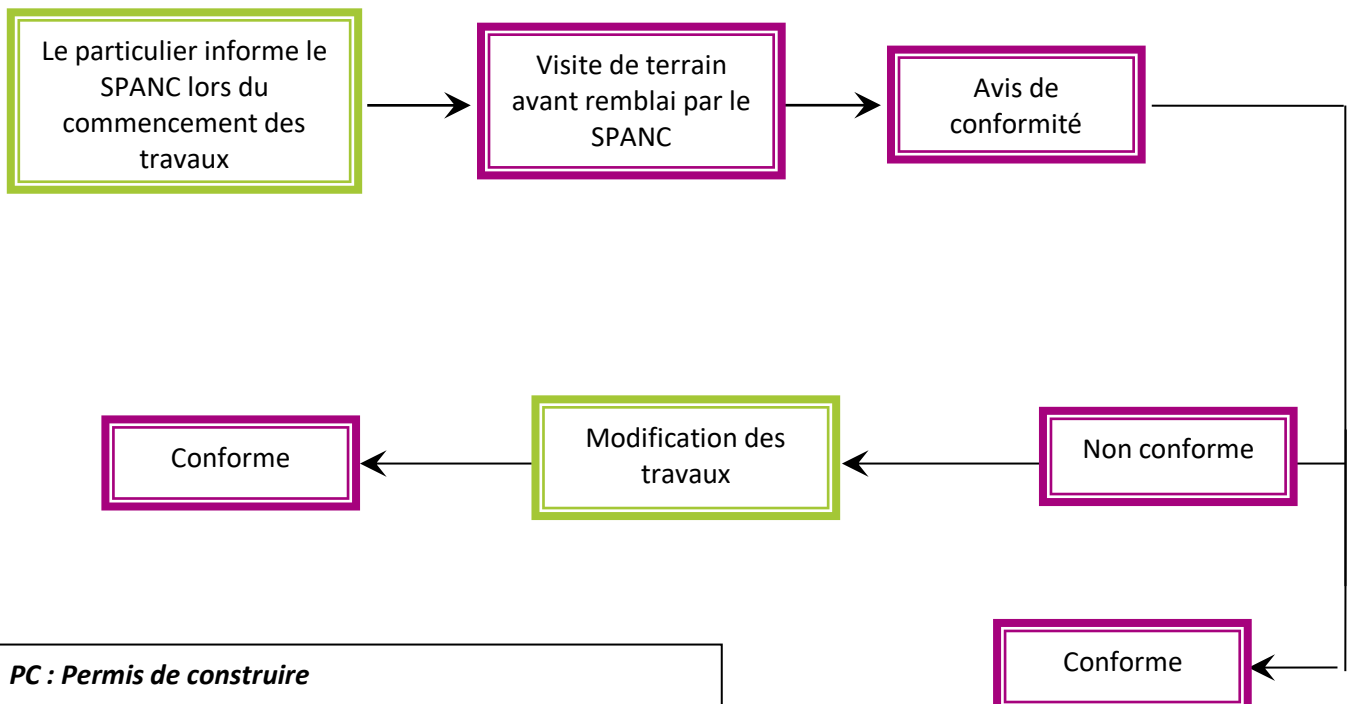 Le particulier informe le
SPANC lors du
commencement des
travaux
Visite de terrain
avant remblai par le
SPANC
Avis de
conformité
Conforme
Modification des
travaux
Non conforme
Conforme
PC : Permis de construire